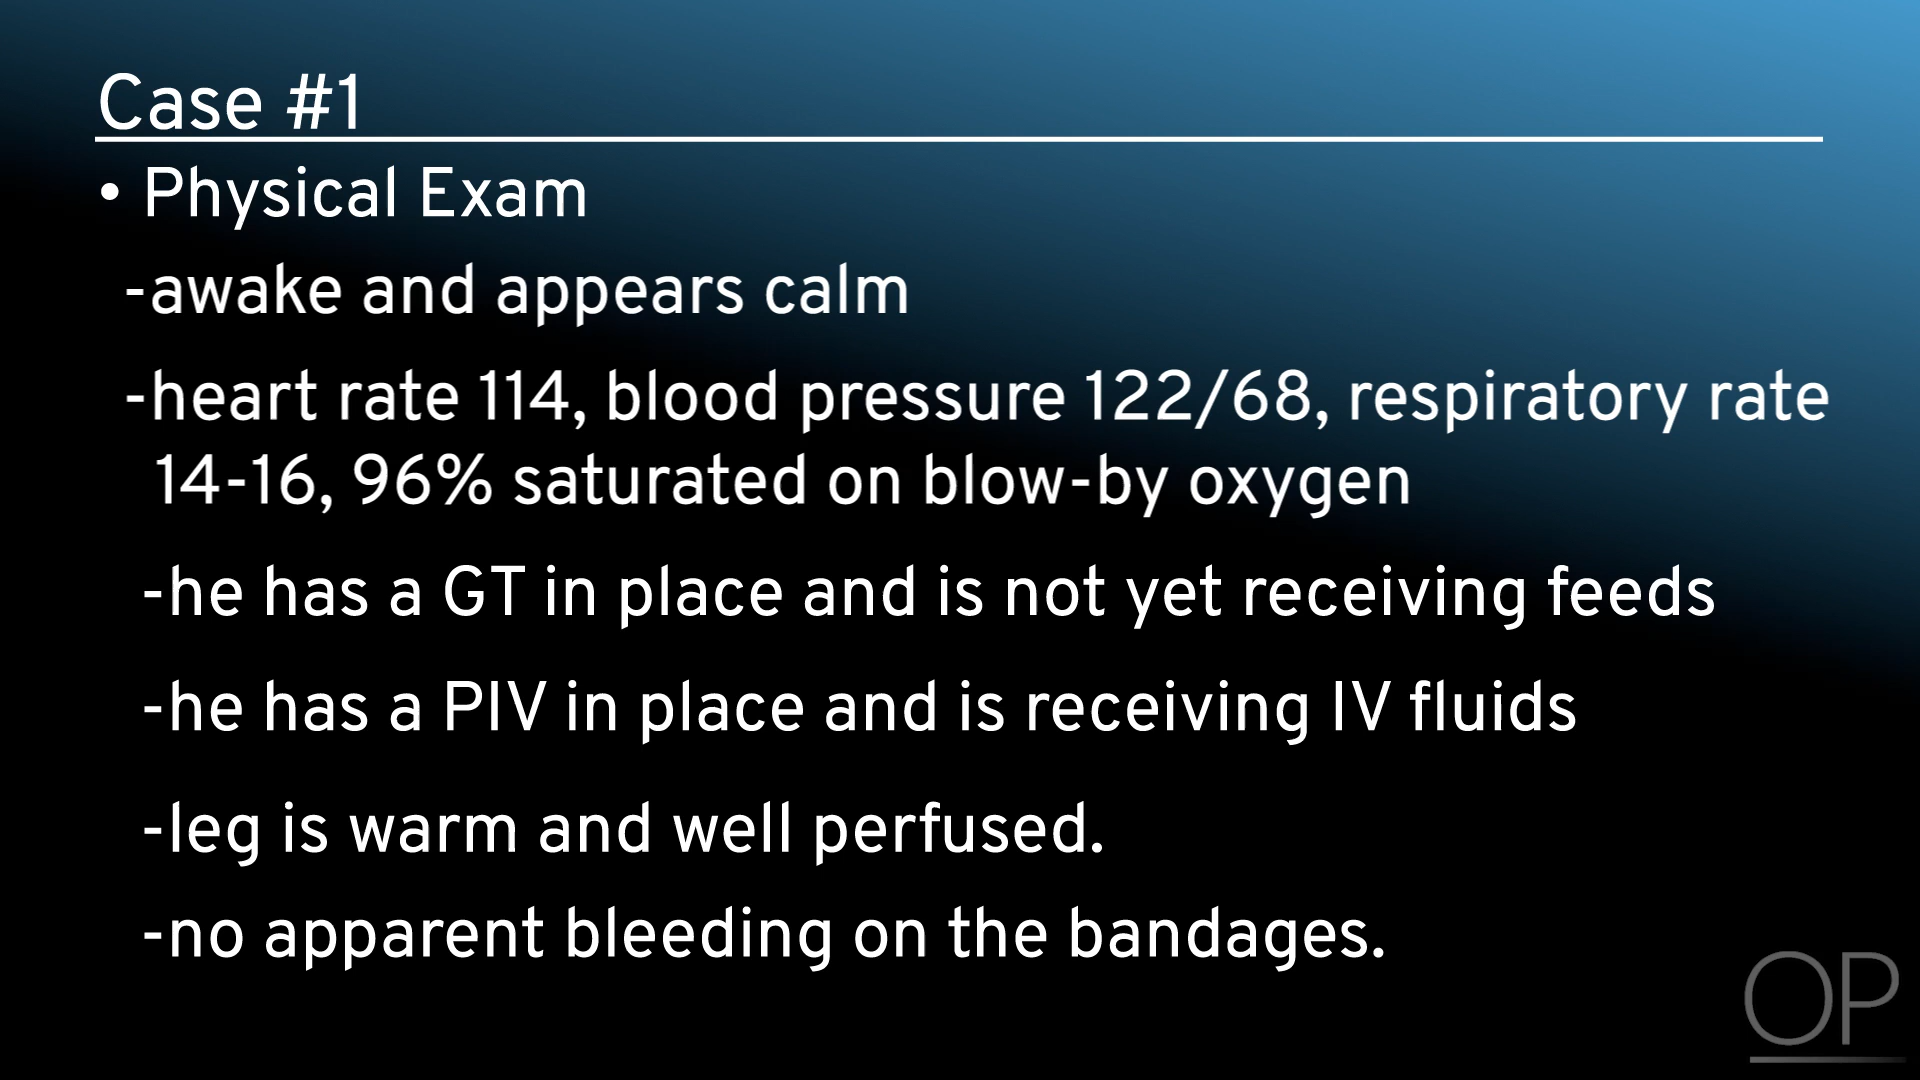 Case #1
• Physical Exam
-awake and appears calm
-heart rate 114, blood pressure 122/68, respiratory rate
14-16, 96% saturated on blow-by oxygen
-he has a GT in place and is not yet receiving feeds
-he has a PIV in place and is receiving IV fluids
-leg is warm and well perfused.
-no apparent bleeding on the bandages.
OP